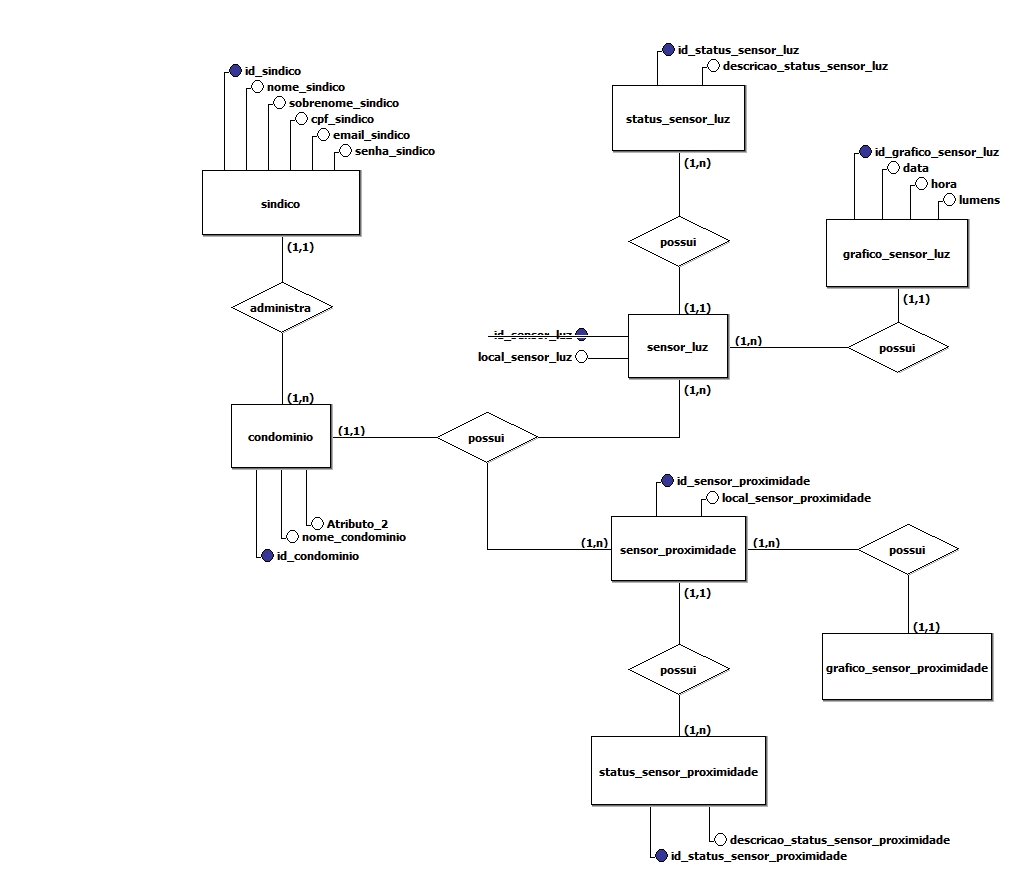 id_sindico
nome_sindico
sobrenome_sindico
cpf_sindico
email_sindico
senha_sindico
sindico
(1,1)
administra
(1,n)
condominio
(1,1)
Atributo_2
nome_condominio
id_condominio
possui
id_status_sensor_luz
descricao_status_sensor_luz
status_sensor_luz
(1,n)
possui
(1,1)
id_sensor_luz
local_sensor_luz
sensor_luz
(1,n)
(1,n)
id_grafico_sensor_luz
data
hora
lumens
grafico_sensor_luz
(1,1)
possui
id_sensor_proximidade
local_sensor_proximidade
(1,n)
sensor_proximidade
(1,n)
possui
(1,1)
grafico_sensor_proximidade
(1,1)
possui
(1,n)
status_sensor_proximidade
descricao_status_sensor_proximidade
id_status_sensor_proximidade